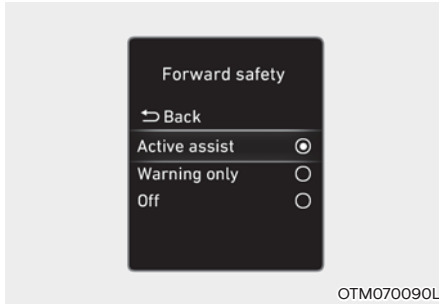 Forward safety
Back
Active assist
Warning only
Off
OTM070090L